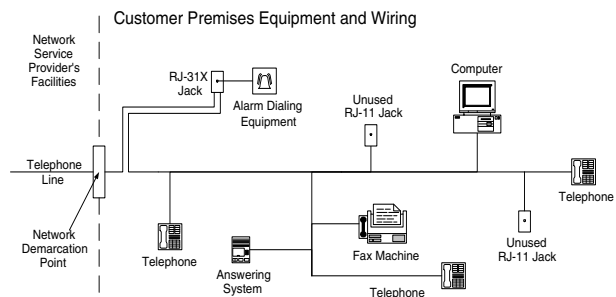 Customer Premises Equipment and Wiring
Network
Service
Provider's
Facilities
RJ-31X
Jack
Alarm Dialing
Equipment
Unused
RJ-11 Jack
Computer
Telephone
Line
Network
Demarcation
Point
Telephone
Answering
System
Fax Machine
Telephone
Unused
RJ-11 Jack
Telephone